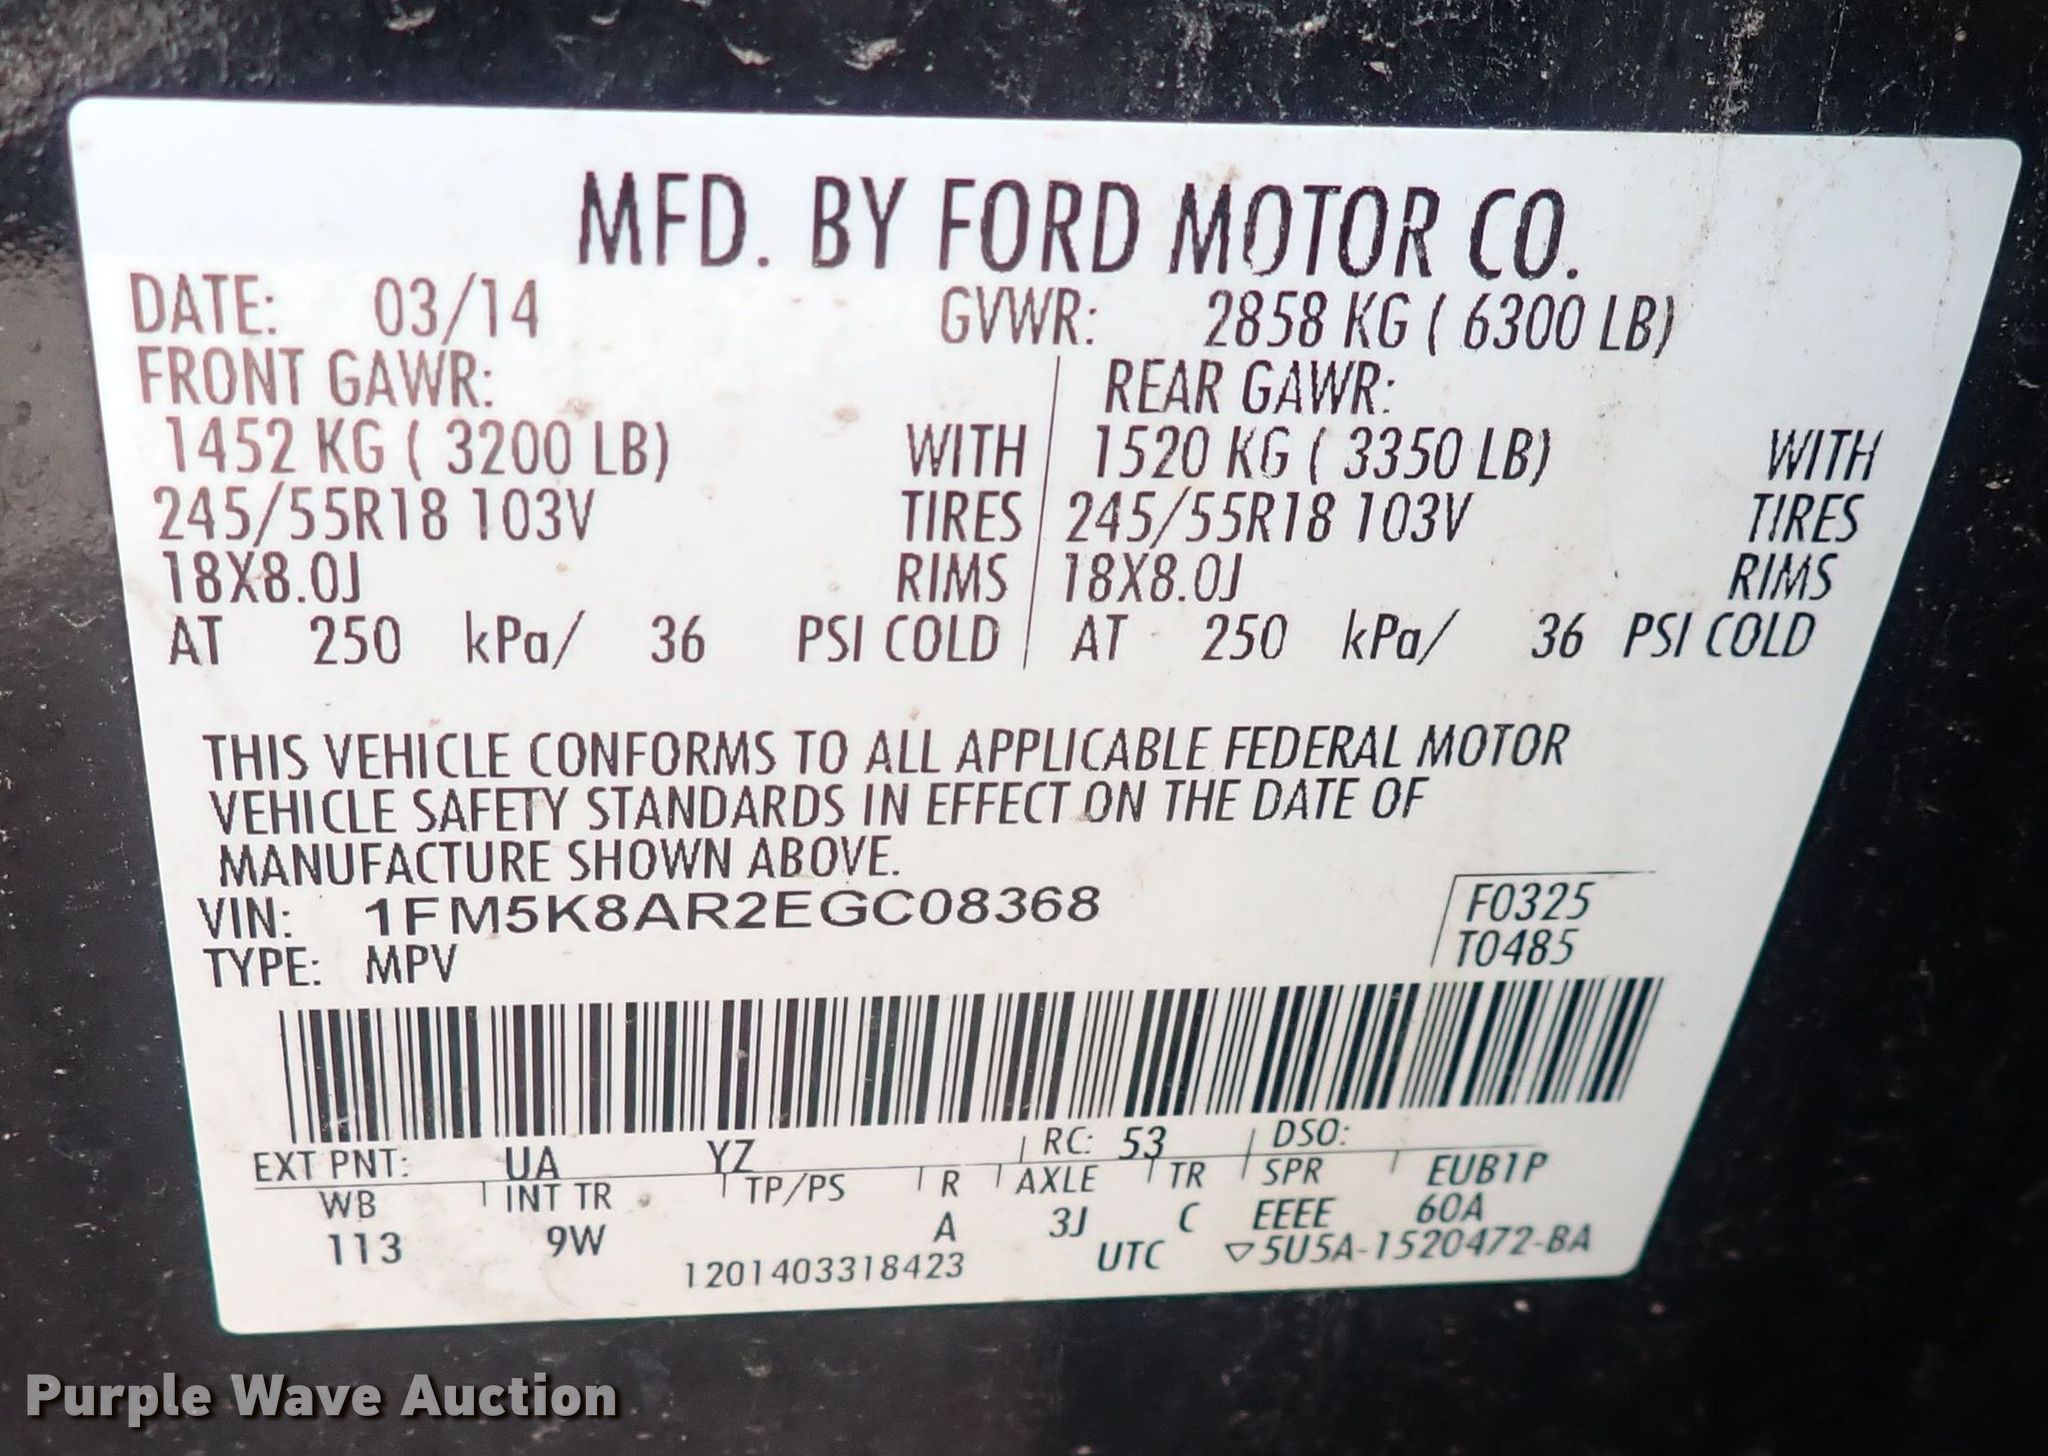 MFD. BY FORD MOTOR CO.
DATE: 03/14 GVWR: 2858 KG ( 6300 LB)
FRONT GAWR: REAR GAWR:
1452 KG ( 3200 LB) WITH 1520 KG ( 3350 LB) WITH
245/55R18 103V TIRES 245/55R18 103V TIRES
18X8.0J RIMS 18X8.0J RIMS
AT 250 kPa/ 36 PSI COLD AT 250 kPa/ 36 PSI COLD
THIS VEHICLE CONFORMS TO ALL APPLICABLE FEDERAL MOTOR
VEHICLE SAFETY STANDARDS IN EFFECT ON THE DATE OF
MANUFACTURE SHOWN ABOVE.
VIN: 1FM5K8AR2EGC08368 F0325
TYPE: MPV T0485
EXT PNT: UA YZ RC: 53 DSO:
WB INT TR TP/PS R AXLE TR SPR EUB1P
113 9W A 3J C EEEE 60A
1201403318423 UTC ▽5U5A-1520472-BA
Purple Wave Auction